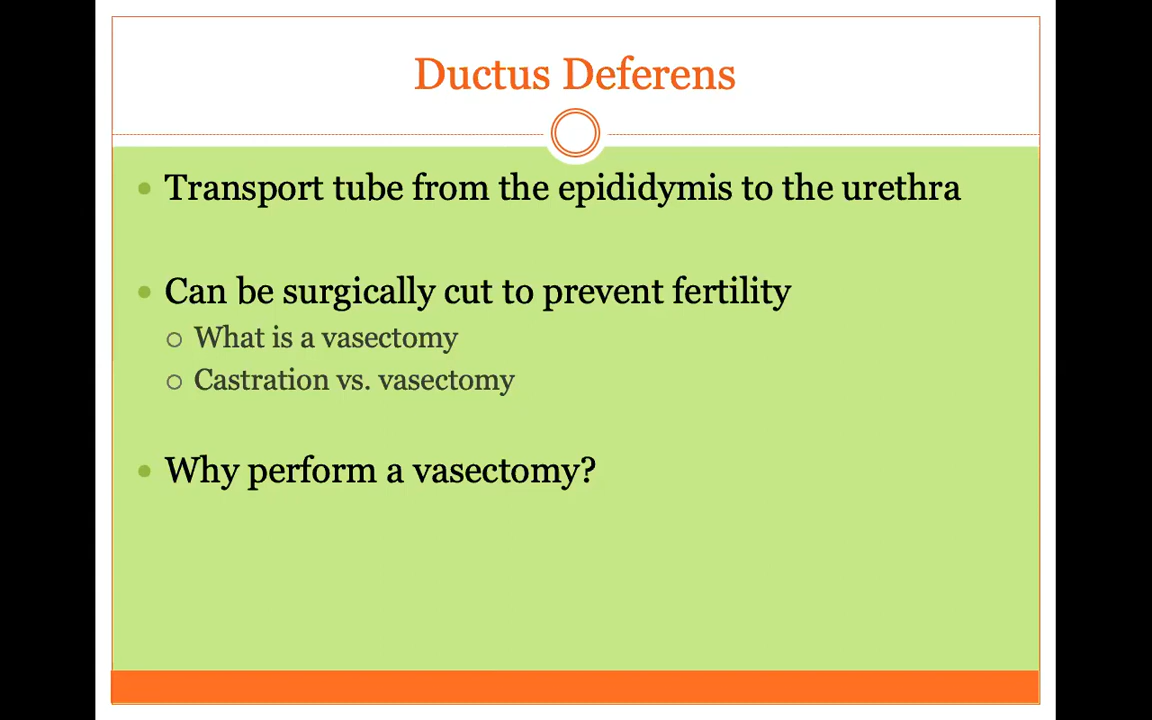 Ductus Deferens
Transport tube from the epididymis to the urethra
Can be surgically cut to prevent fertility
What is a vasectomy
Castration vs. vasectomy
Why perform a vasectomy?